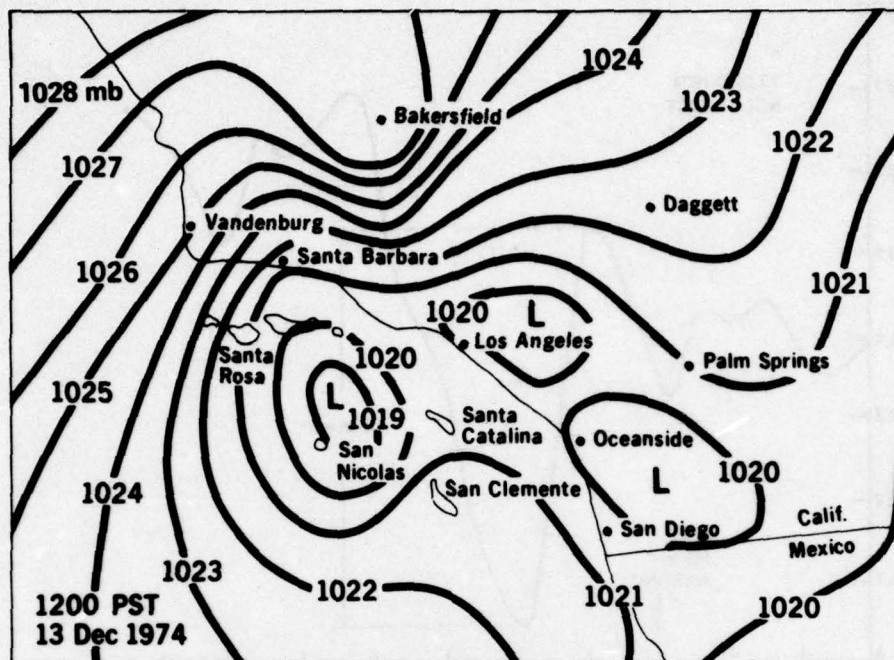 1024
1028 mb
1023
Bakersfield
1022
1027
Daggett
Vandenburg
Santa Barbara
1026
1021
1020
L
Los Angeles
Santa
Rosa
1020
Palm Springs
1025
L
1019
Santa
Catalina
San
Nicolas
Oceanside
L
1020
1024
San Clemente
San Diego
Calif.
Mexico
1023
1022
1021
1020
1200 PST
13 Dec 1974